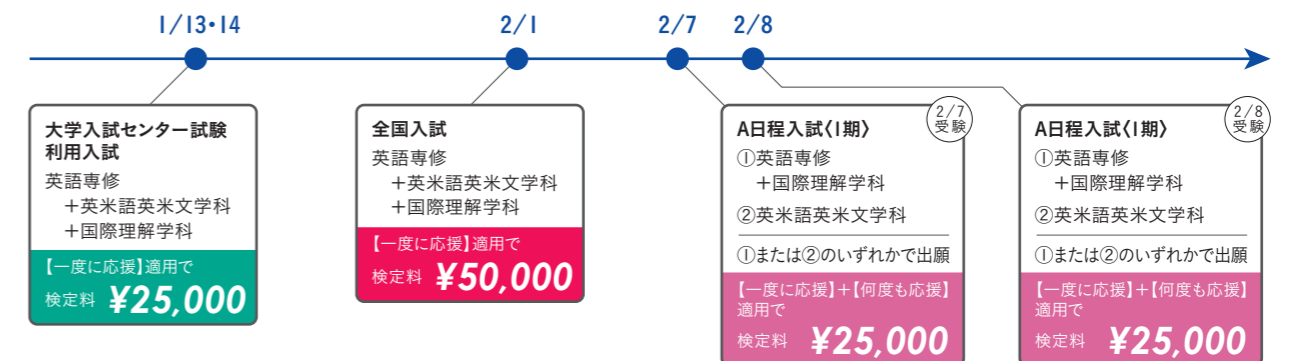 1/13・14
2/1
2/7
2/8
大学入試センター試験
利用入試
英語専修
＋英米語英米文学科
＋国際理解学科
【一度に応援】適用で
検定料 ¥25,000
全国入試
英語専修
＋英米語英米文学科
＋国際理解学科
【一度に応援】適用で
検定料 ¥50,000
2/7
受験
A日程入試〈1期〉
①英語専修
＋国際理解学科
②英米語英米文学科
①または②のいずれかで出願
【一度に応援】＋【何度も応援】
適用で
検定料 ¥25,000
2/8
受験
A日程入試〈1期〉
①英語専修
＋国際理解学科
②英米語英米文学科
①または②のいずれかで出願
【一度に応援】＋【何度も応援】
適用で
検定料 ¥25,000